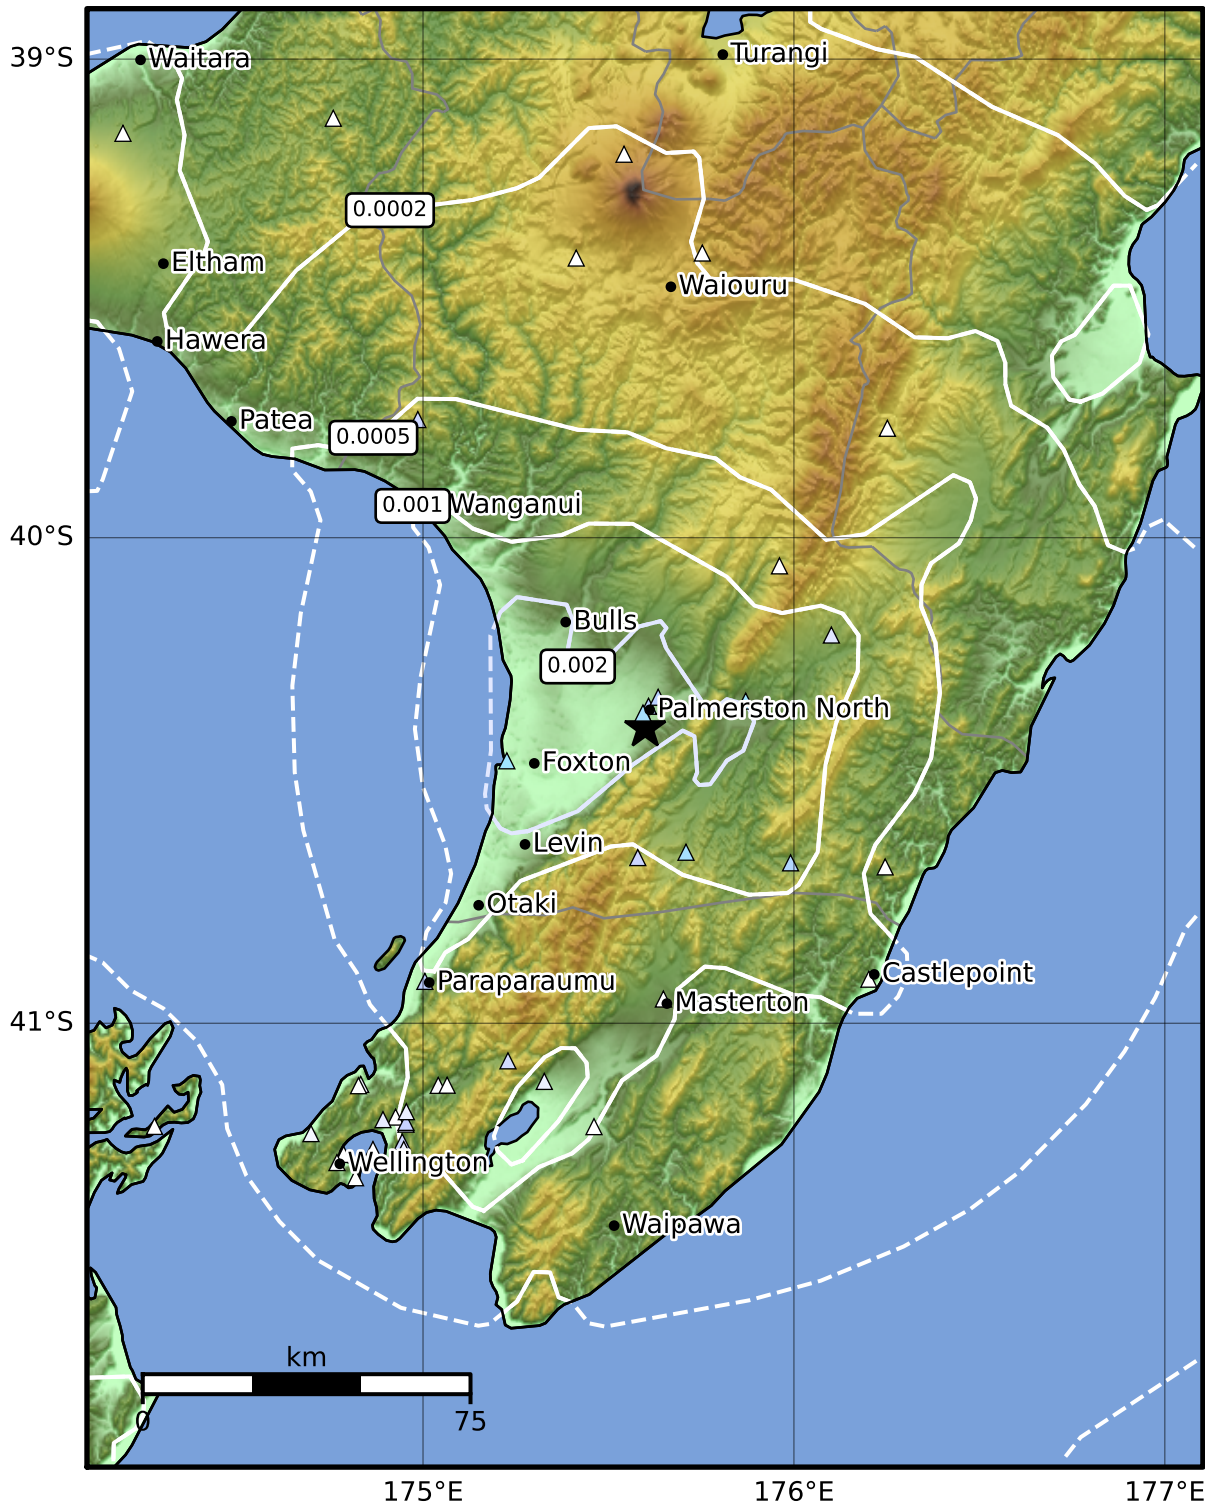 39°S
Waitara
Turangi
0.0002
Eltham
Waiouru
Hawera
Patea
0.0005
0.001
Wanganui
40°S
Bulls
0.002
Palmerston North
Foxton
Levin
Otaki
Paraparaumu
Castlepoint
Masterton
41°S
Wellington
Waipawa
km
0
75
175°E
176°E
177°E